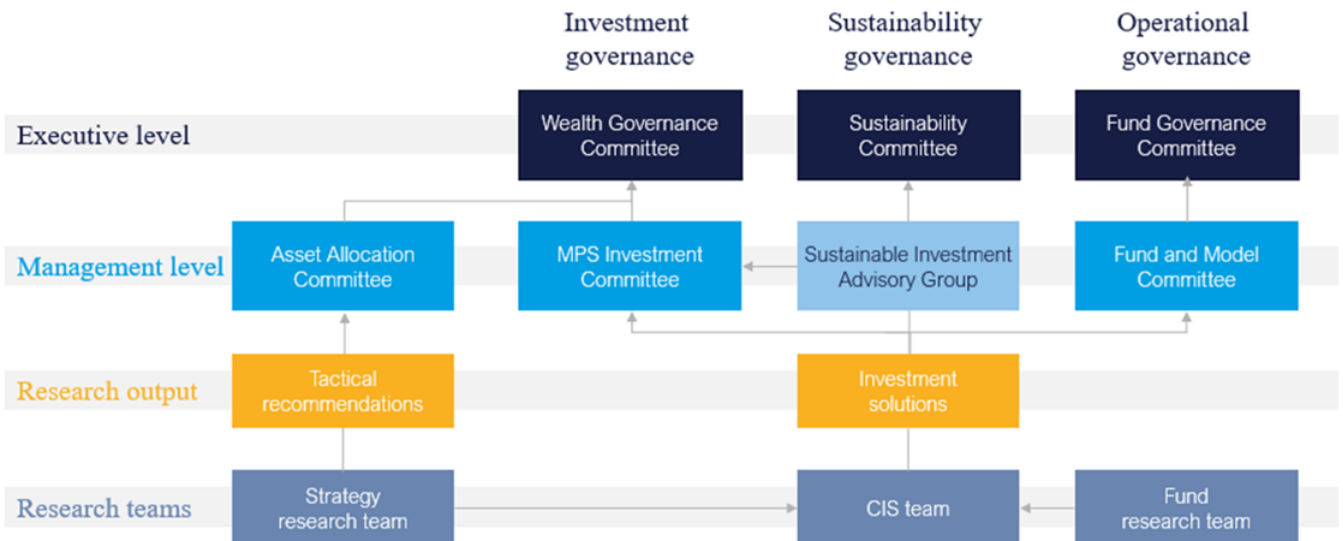 Investment
governance
Sustainability
governance
Operational
governance
Executive level
Wealth Governance
Committee
Sustainability
Committee
Fund Governance
Committee
Management level
Asset Allocation
Committee
MPS Investment
Committee
Sustainable Investment
Advisory Group
Fund and Model
Committee
Research output
Tactical
recommendations
Investment
solutions
Research teams
Strategy
research team
CIS team
Fund
research team